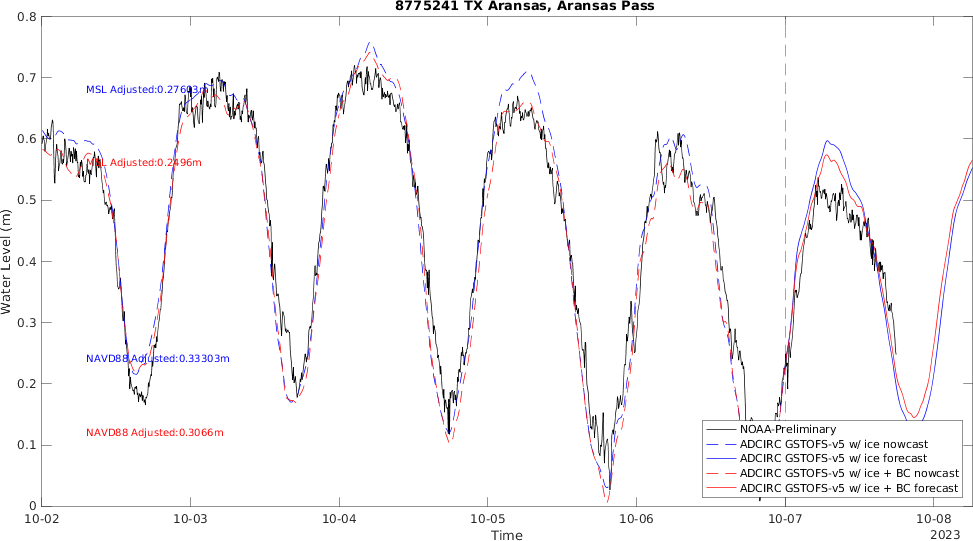 8775241 TX Aransas, Aransas Pass
0.8
0.7
0.6
0.5
0.4
0.3
0.2
0.1
0
Water Level (m)
MSL Adjusted:0.27603m
MSL Adjusted:0.2496m
NAVD88 Adjusted:0.33303m
NAVD88 Adjusted:0.3066m
NOAA-Preliminary
ADCIRC GSTOFS-v5 w/ ice nowcast
ADCIRC GSTOFS-v5 w/ ice forecast
ADCIRC GSTOFS-v5 w/ ice + BC nowcast
ADCIRC GSTOFS-v5 w/ ice + BC forecast
10-02 10-03 10-04 10-05 10-06 10-07 10-08
Time
2023